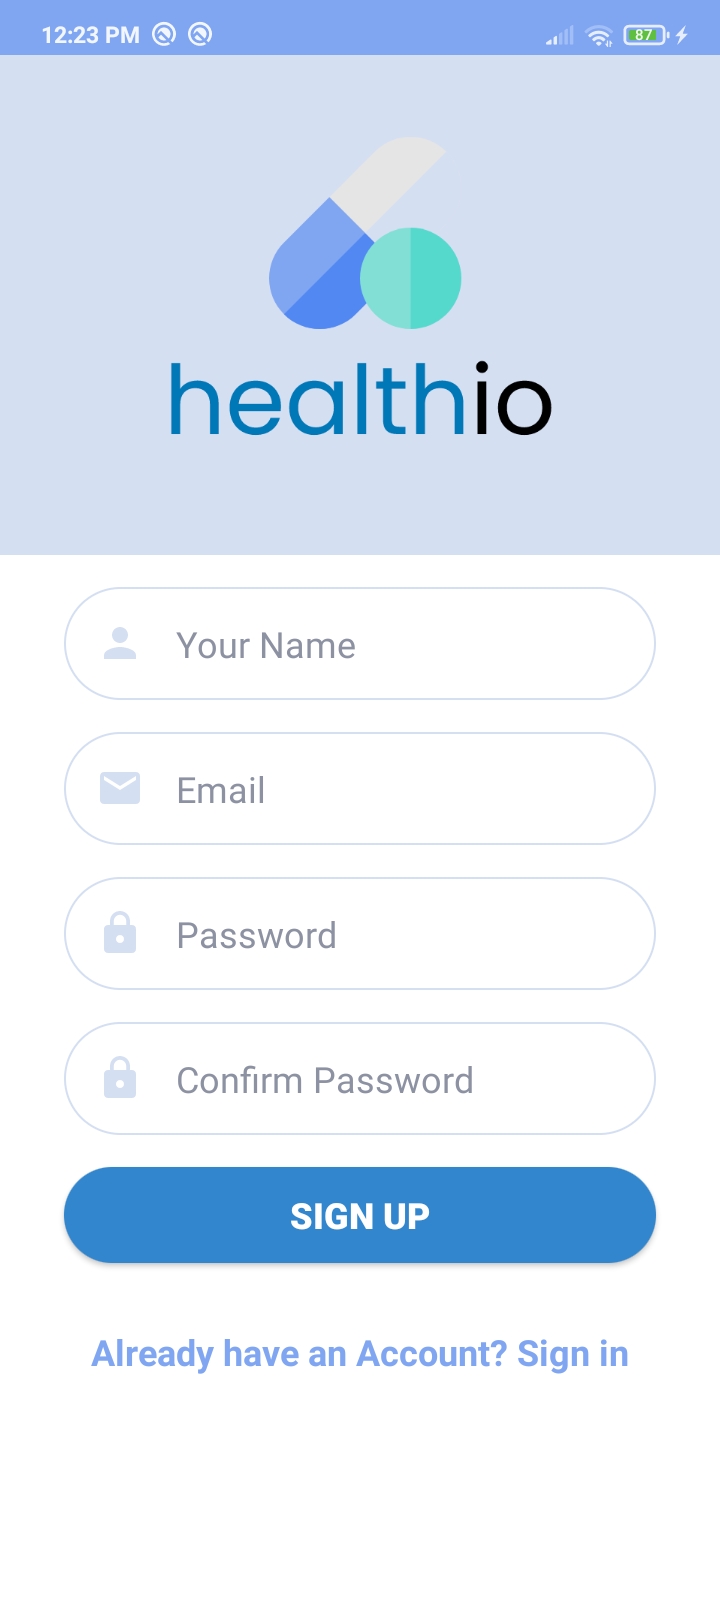 12:23 PM
87
healthio
Your Name
Email
Password
Confirm Password
SIGN UP
Already have an Account? Sign in